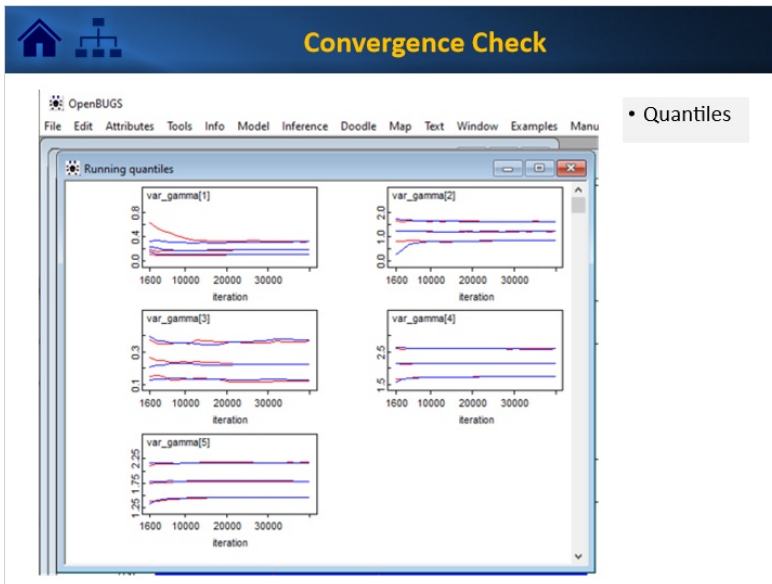 Convergence Check
OpenBUGS
File Edit Attributes Tools Info Model Inference Doodle Map Text Window Examples Manu
• Quantiles
Running quantiles
var_gamma[1]
0.8
0.4
0.0
1600 10000 20000 30000
iteration
var_gamma[2]
2.0
1.0
0.0
1600 10000 20000 30000
iteration
var_gamma[3]
0.3
0.1
1600 10000 20000 30000
iteration
var_gamma[4]
2.5
1.5
1600 10000 20000 30000
iteration
var_gamma[5]
2.25
1.75
1.25
1600 10000 20000 30000
iteration